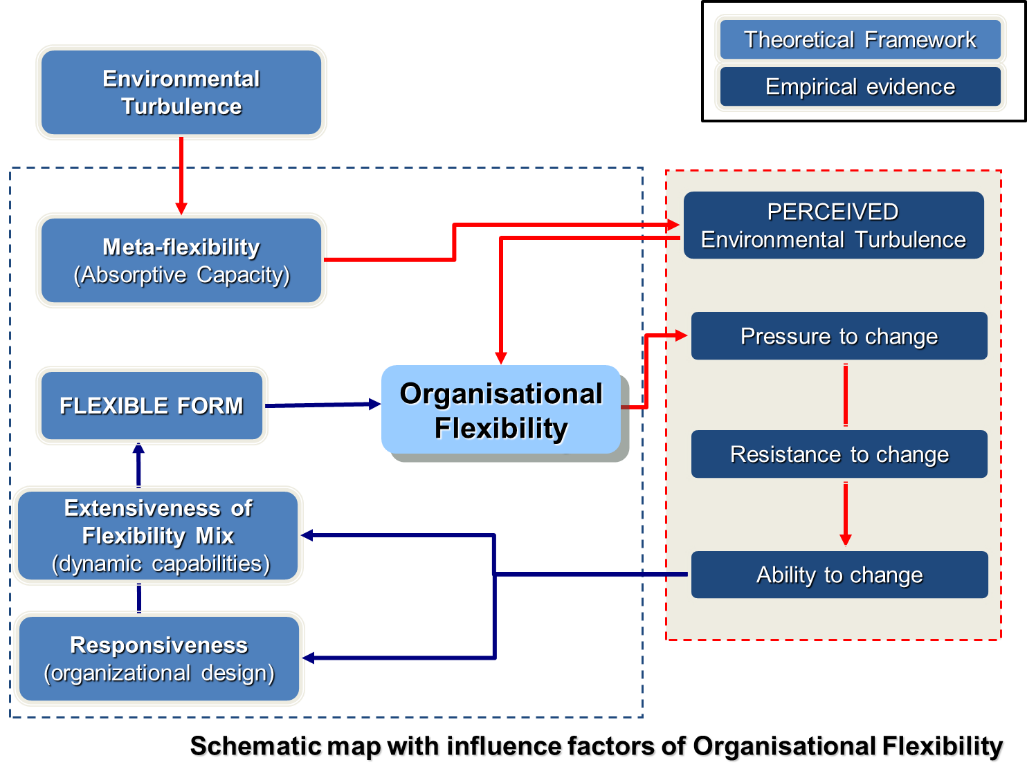 Theoretical Framework
Empirical evidence
Environmental
Turbulence
Meta-flexibility
(Absorptive Capacity)
PERCEIVED
Environmental Turbulence
Pressure to change
FLEXIBLE FORM
Organisational
Flexibility
Resistance to change
Extensiveness of
Flexibility Mix
(dynamic capabilities)
Ability to change
Responsiveness
(organizational design)
Schematic map with influence factors of Organisational Flexibility